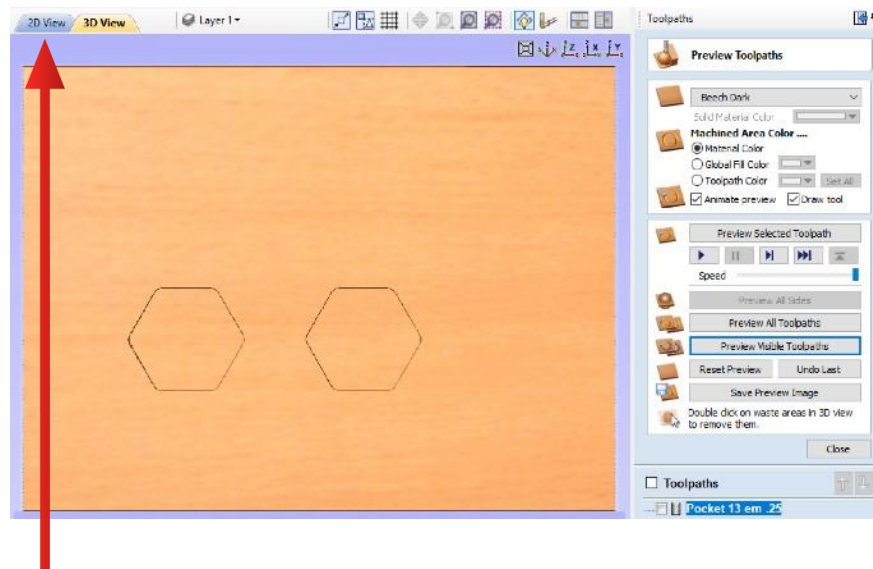 2D View 3D View Layer 1 Toolpaths
Preview Toolpaths
Beech Dark
Solid Material Color
Machined Area Color ....
Material Color
Global Fill Color
Toolpath Color Set All
Animate preview Draw tool
Preview Selected Toolpath
Speed
Preview All Sides
Preview All Toolpaths
Preview Visible Toolpaths
Reset Preview Undo Last
Save Preview Image
Double click on waste areas in 3D view
to remove them.
Close
Toolpaths
Pocket 13 em .25